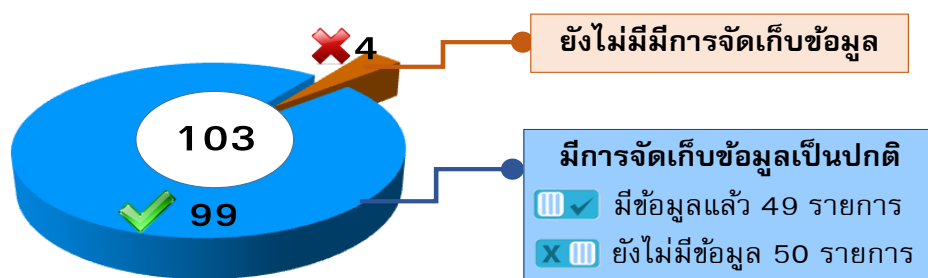 4
ยังไม่มีมีการจัดเก็บข้อมูล
103
มีการจัดเก็บข้อมูลเป็นปกติ
99
มีข้อมูลแล้ว 49 รายการ
ยังไม่มีข้อมูล 50 รายการ